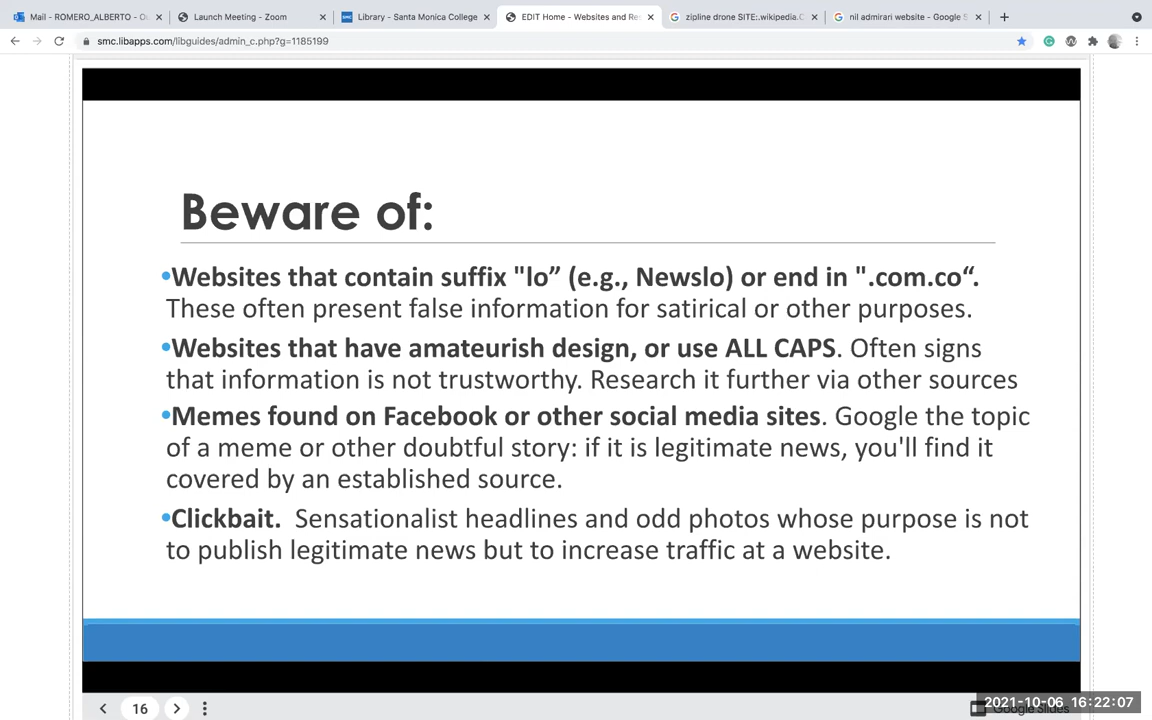 Mail - ROMERO_ALBERTO - Ou
Launch Meeting - Zoom
SMC Library - Santa Monica College
EDIT Home - Websites and Res
zipline drone SITE:.wikipedia.O
nil admirari website - Google S
smc.libapps.com/libguides/admin_c.php?g=1185199
Beware of:
•Websites that contain suffix "lo” (e.g., Newslo) or end in ".com.co“.
These often present false information for satirical or other purposes.
•Websites that have amateurish design, or use ALL CAPS. Often signs
that information is not trustworthy. Research it further via other sources
•Memes found on Facebook or other social media sites. Google the topic
of a meme or other doubtful story: if it is legitimate news, you'll find it
covered by an established source.
•Clickbait.  Sensationalist headlines and odd photos whose purpose is not
to publish legitimate news but to increase traffic at a website.
16
2021-10-06 16:22:07
Google Slides